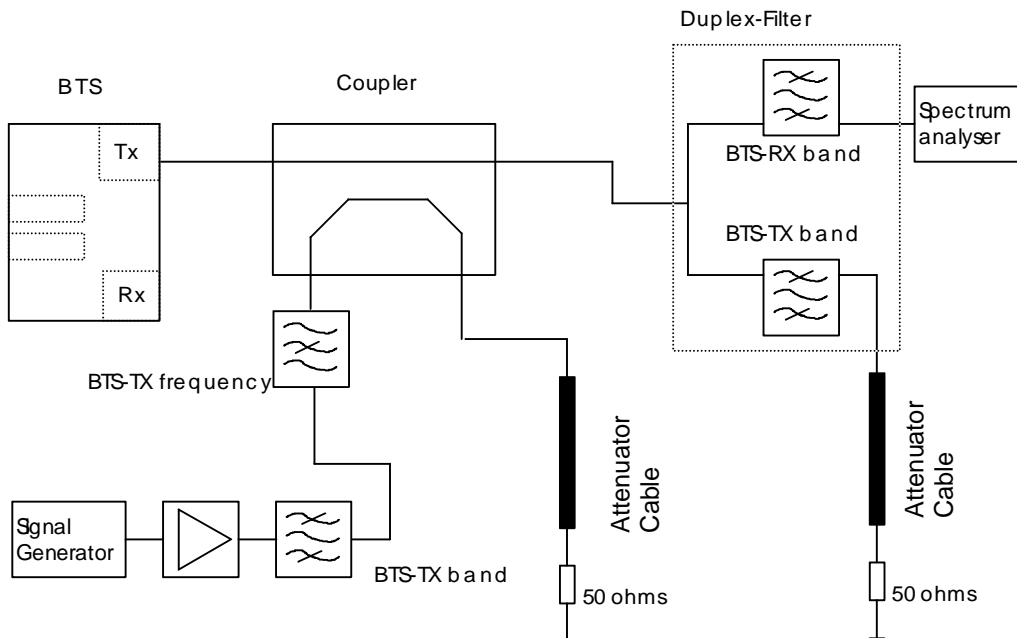 Duplex-Filter
BTS
Coupler
Tx
Spectrum
analyser
BTS-RX band
BTS-TX band
Rx
BTS-TX frequency
Attenuator
Cable
Attenuator
Cable
Signal
Generator
BTS-TX band
50 ohms
50 ohms